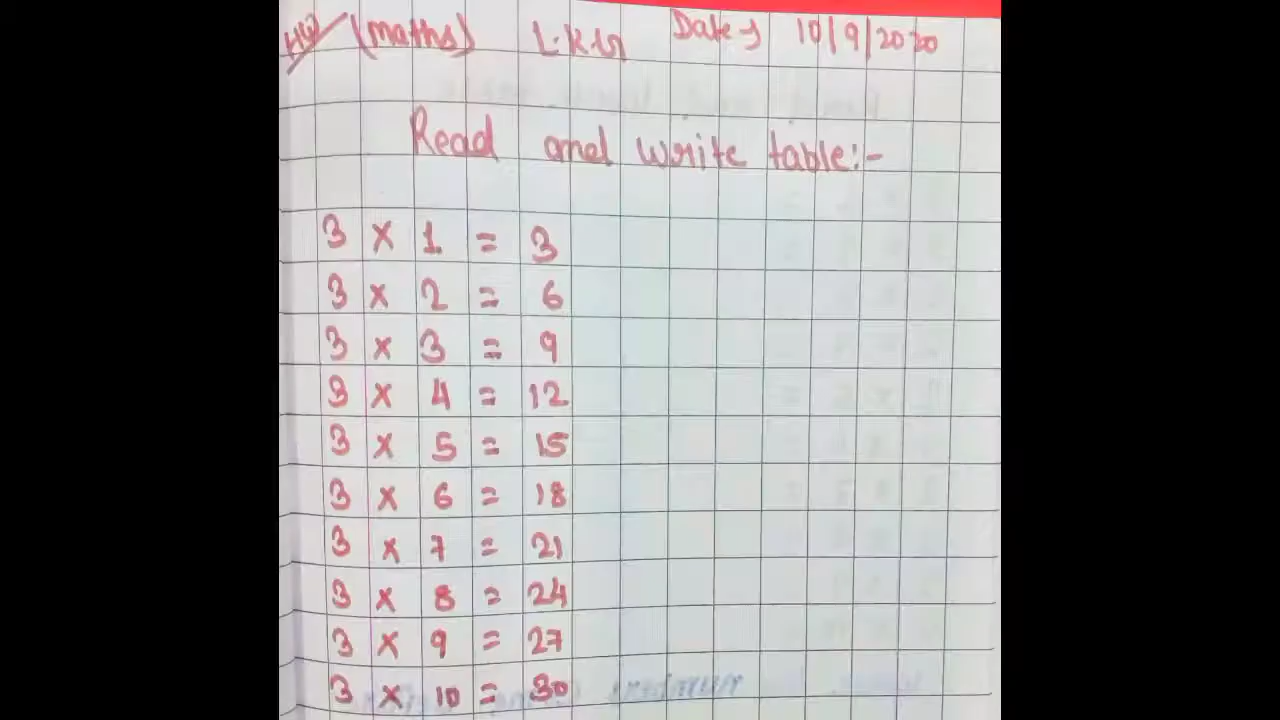 HW (Maths) L.K.G Date→ 10/9/2020
Read and write table:-
3 × 1 = 3
3 × 2 = 6
3 × 3 = 9
3 × 4 = 12
3 × 5 = 15
3 × 6 = 18
3 × 7 = 21
3 × 8 = 24
3 × 9 = 27
3 × 10 = 30